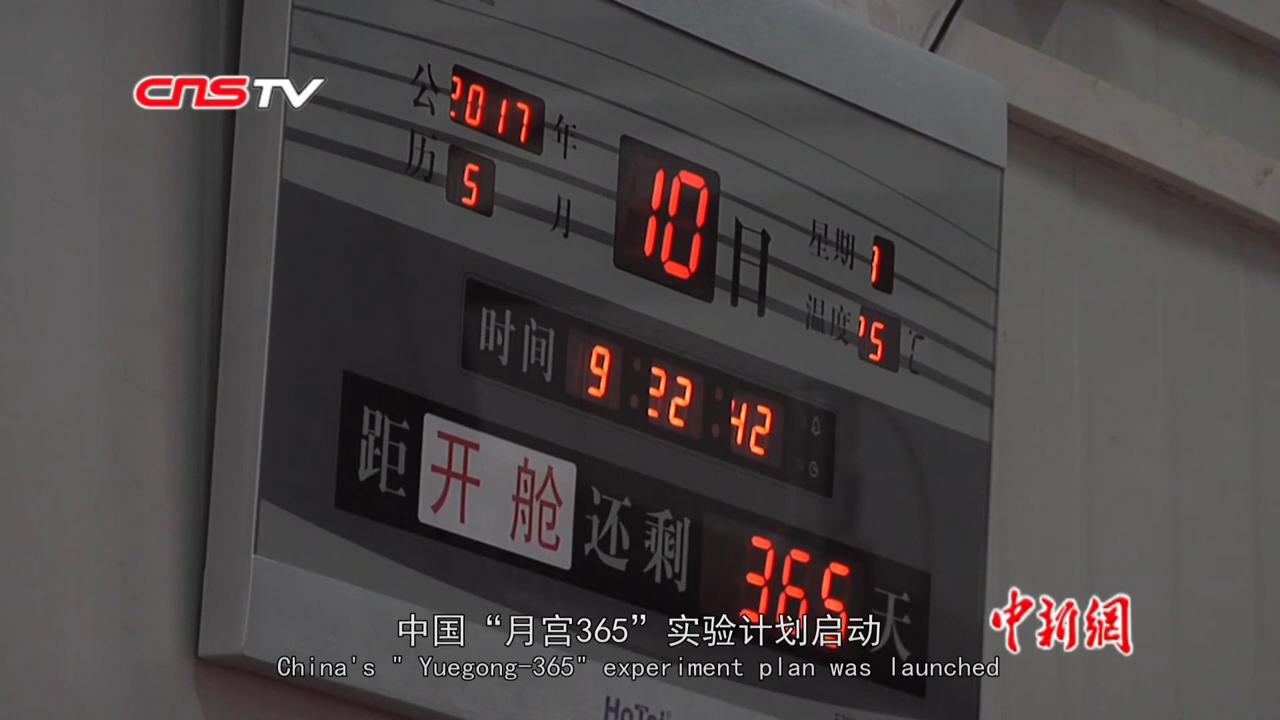 CNSTV
公历 2017 年
5 月 10 日 星期 1
温度 5 ℃
时间 9:22:42
距 开舱 还剩 365 天
中新網
中国“月宫365”实验计划启动
China's " Yuegong-365" experiment plan was launched